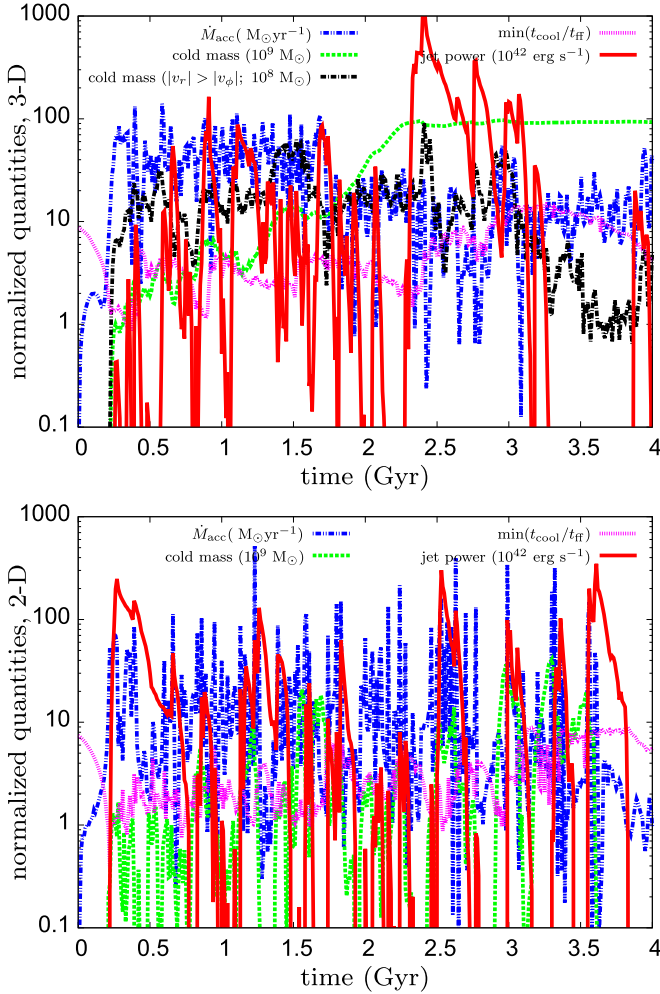 normalized quantities, 3-D
1000
100
10
1
0.1
Ṁacc( M⊙yr⁻¹)
cold mass (10⁹ M⊙)
cold mass (|vᵣ| > |vᵩ|; 10⁸ M⊙)
min(tcool/tff)
jet power (10⁴² erg s⁻¹)
0 0.5 1 1.5 2 2.5 3 3.5 4
time (Gyr)
normalized quantities, 2-D
1000
100
10
1
0.1
Ṁacc( M⊙yr⁻¹)
cold mass (10⁹ M⊙)
min(tcool/tff)
jet power (10⁴² erg s⁻¹)
0 0.5 1 1.5 2 2.5 3 3.5 4
time (Gyr)